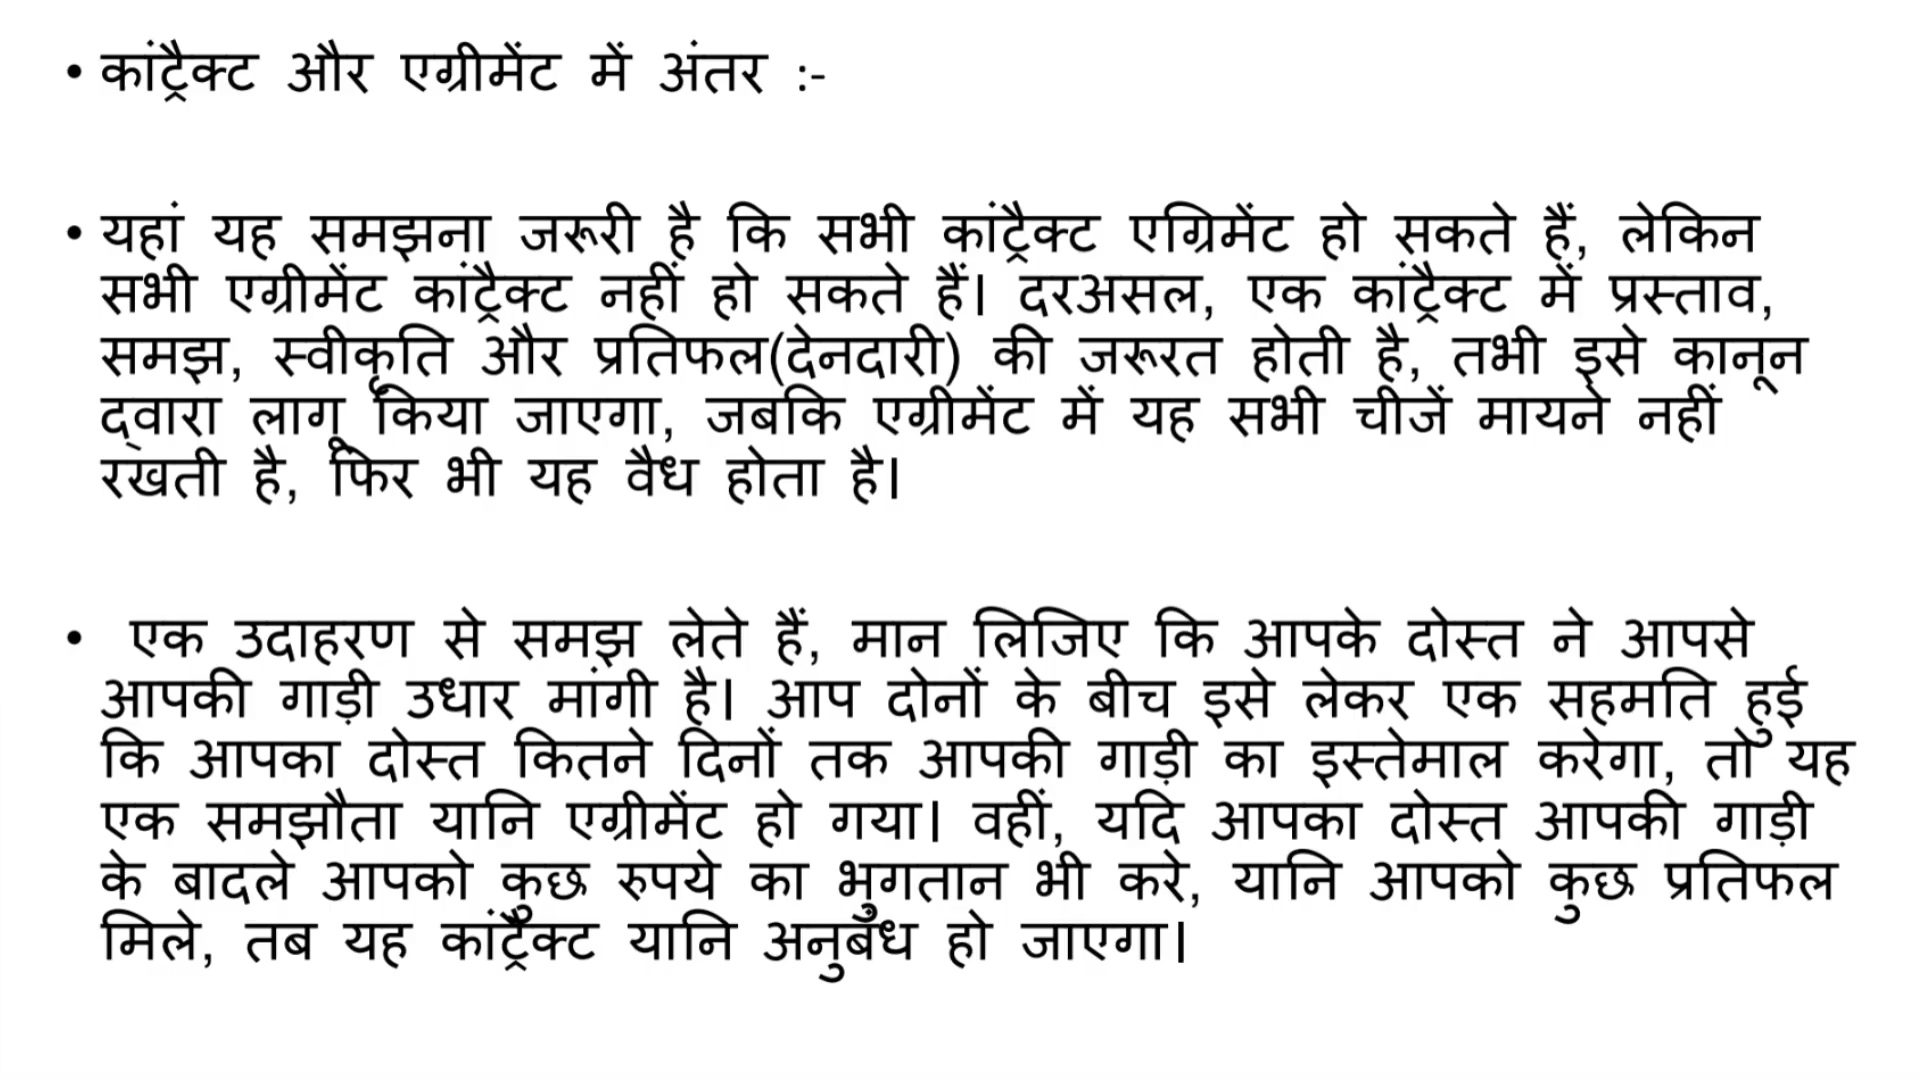 • कांट्रैक्ट और एग्रीमेंट में अंतर :-
• यहां यह समझना जरूरी है कि सभी कांट्रैक्ट एग्रिमेंट हो सकते हैं, लेकिन
सभी एग्रीमेंट कांट्रैक्ट नहीं हो सकते हैं। दरअसल, एक कांट्रैक्ट में प्रस्ताव,
समझ, स्वीकृति और प्रतिफल(देनदारी) की जरूरत होती है, तभी इसे कानून
द्वारा लागू किया जाएगा, जबकि एग्रीमेंट में यह सभी चीजें मायने नहीं
रखती है, फिर भी यह वैध होता है।
• एक उदाहरण से समझ लेते हैं, मान लिजिए कि आपके दोस्त ने आपसे
आपकी गाड़ी उधार मांगी है। आप दोनों के बीच इसे लेकर एक सहमति हुई
कि आपका दोस्त कितने दिनों तक आपकी गाड़ी का इस्तेमाल करेगा, तो यह
एक समझौता यानि एग्रीमेंट हो गया। वहीं, यदि आपका दोस्त आपकी गाड़ी
के बादले आपको कुछ रुपये का भुगतान भी करे, यानि आपको कुछ प्रतिफल
मिले, तब यह कांट्रैक्ट यानि अनुबंध हो जाएगा।